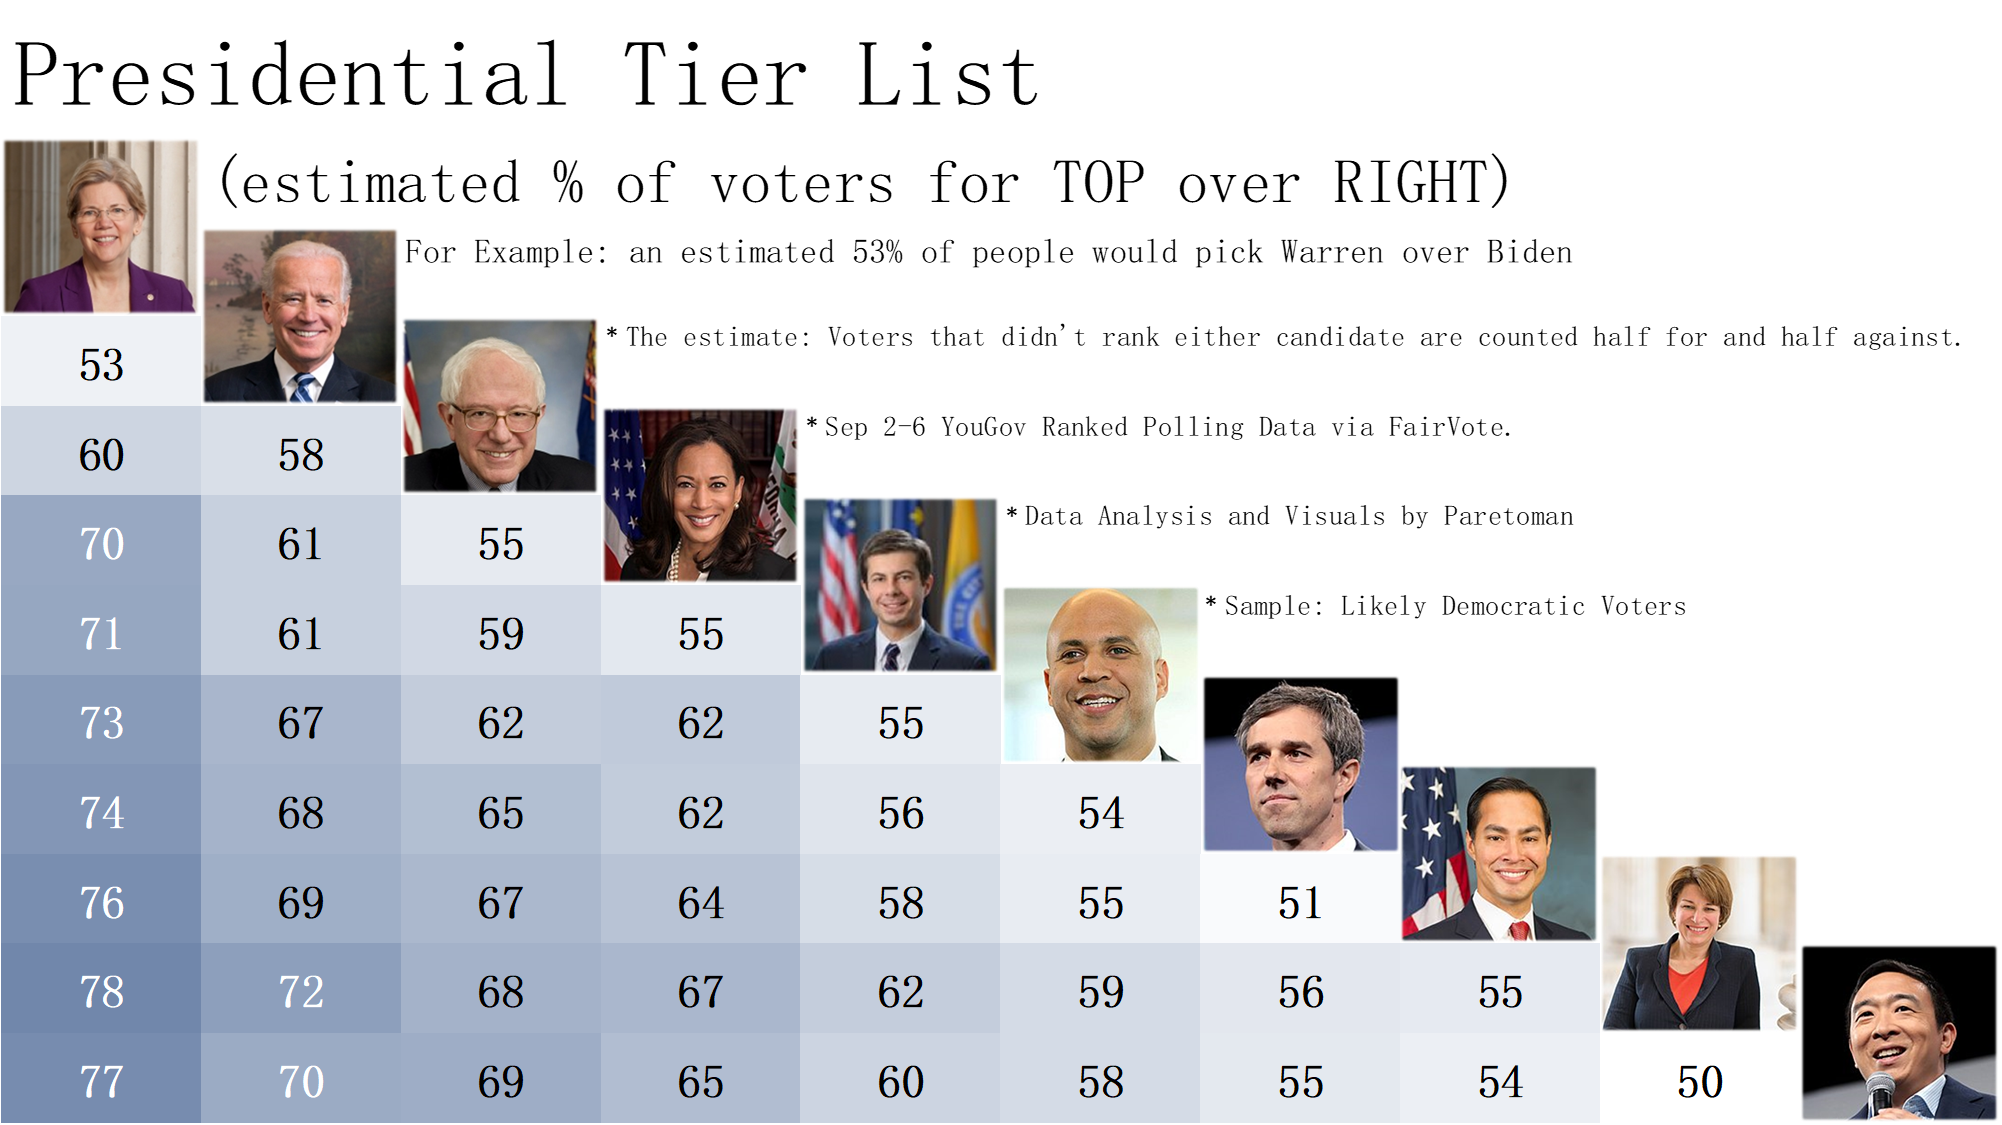 Presidential Tier List
(estimated % of voters for TOP over RIGHT)
For Example: an estimated 53% of people would pick Warren over Biden
* The estimate: Voters that didn't rank either candidate are counted half for and half against.
53
* Sep 2-6 YouGov Ranked Polling Data via FairVote.
60 58
* Data Analysis and Visuals by Paretoman
70 61 55
* Sample: Likely Democratic Voters
71 61 59 55
73 67 62 62 55
74 68 65 62 56 54
76 69 67 64 58 55 51
78 72 68 67 62 59 56 55
77 70 69 65 60 58 55 54 50